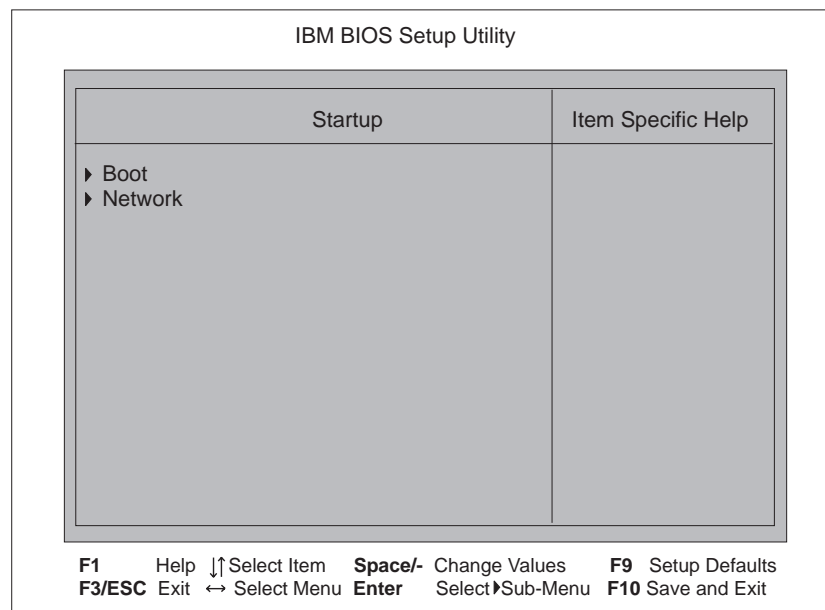 IBM BIOS Setup Utility
Startup
Item Specific Help
Boot
Network
F1 Help ↓↑ Select Item Space/- Change Values F9 Setup Defaults
F3/ESC Exit ↔ Select Menu Enter Select Sub-Menu F10 Save and Exit